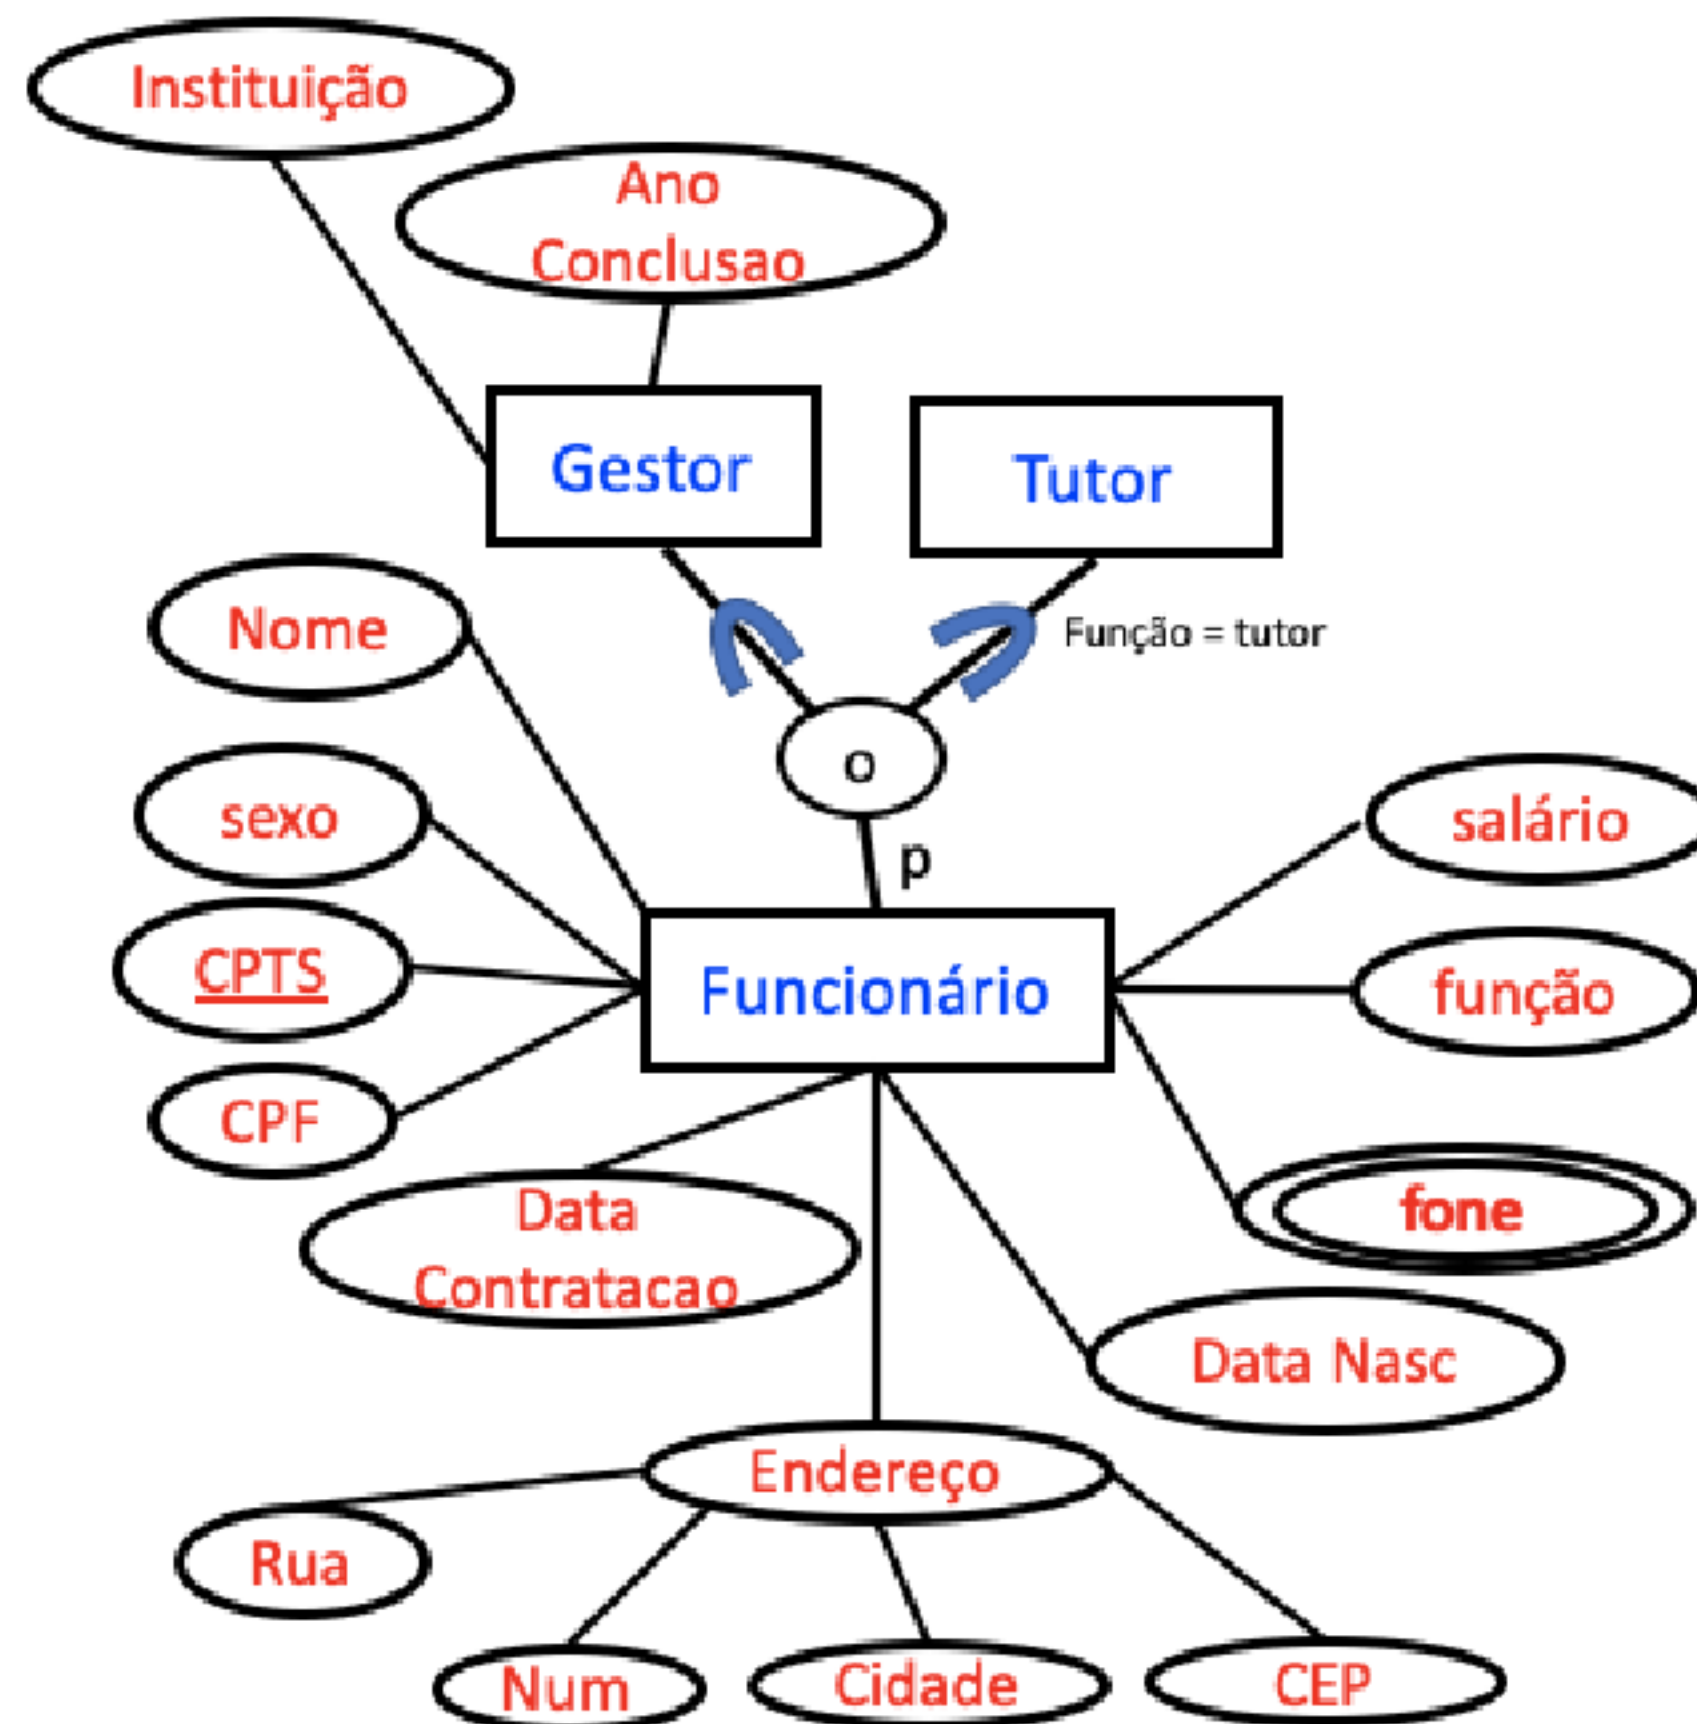 Instituição
Ano
Conclusao
Gestor
Tutor
Nome
Função = tutor
o
sexo
salário
p
CPTS
Funcionário
função
CPF
Data
Contratacao
fone
Data Nasc
Endereço
Rua
Num
Cidade
CEP